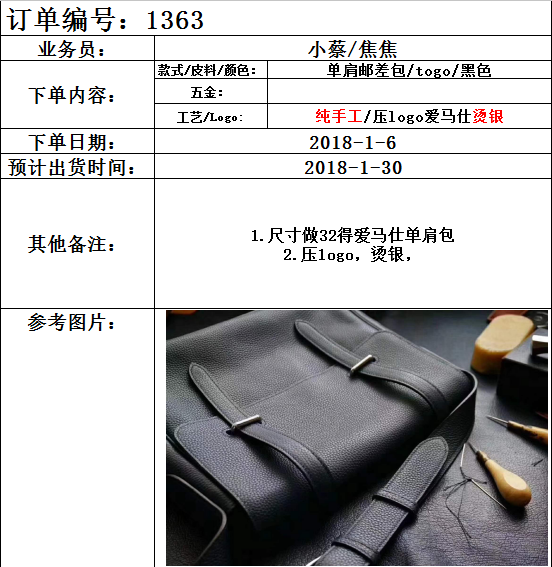 订单编号：1363
业务员：
小蔡/焦焦
下单内容：
款式/皮料/颜色：
单肩邮差包/togo/黑色
五金：
工艺/Logo:
纯手工/压logo爱马仕烫银
下单日期：
2018-1-6
预计出货时间：
2018-1-30
其他备注：
1.尺寸做32得爱马仕单肩包
2.压logo，烫银，
参考图片：